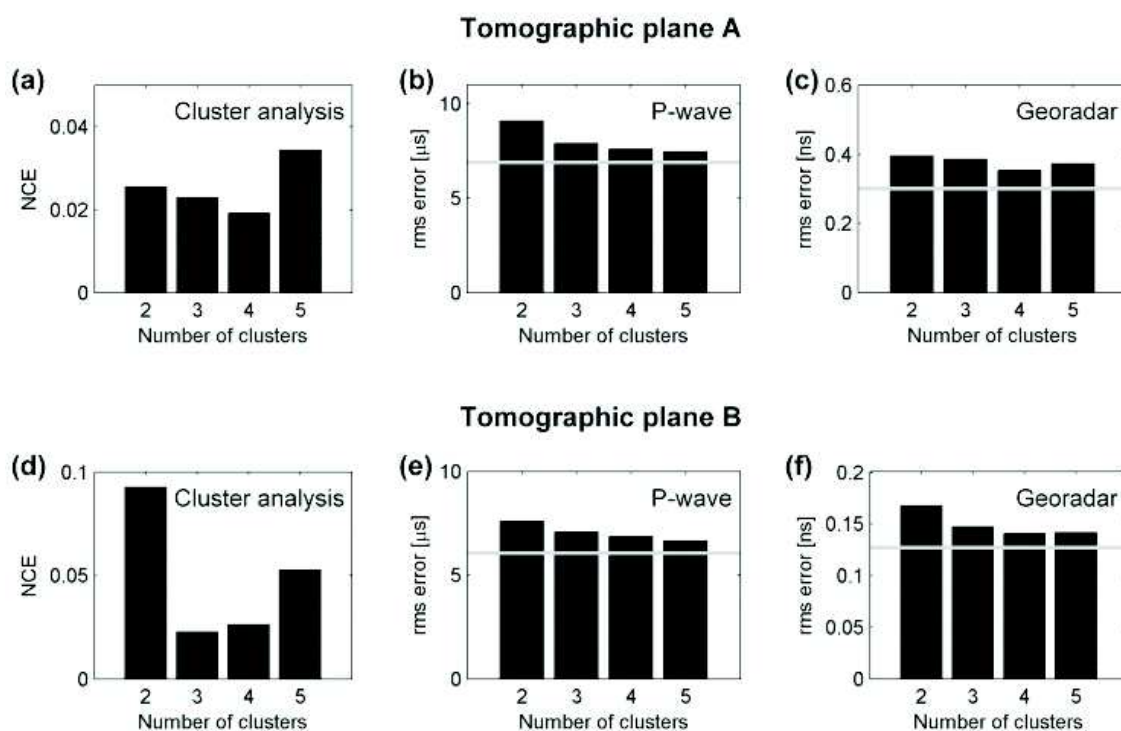 Tomographic plane A
(a)
Cluster analysis
NCE
0.04
0.02
0
2 3 4 5
Number of clusters
(b)
P-wave
rms error [μs]
10
5
0
2 3 4 5
Number of clusters
(c)
Georadar
rms error [ns]
0.6
0.4
0.2
0
2 3 4 5
Number of clusters
Tomographic plane B
(d)
Cluster analysis
NCE
0.1
0.05
0
2 3 4 5
Number of clusters
(e)
P-wave
rms error [μs]
10
5
0
2 3 4 5
Number of clusters
(f)
Georadar
rms error [ns]
0.2
0.15
0.1
0.05
0
2 3 4 5
Number of clusters